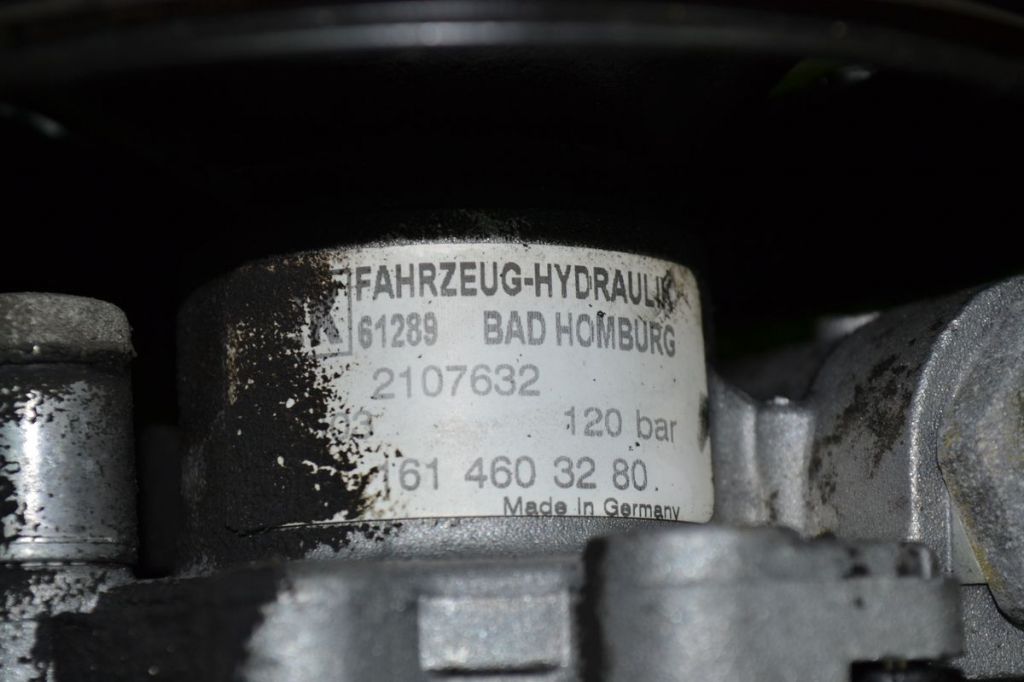 FAHRZEUG-HYDRAULIK
K 61289 BAD HOMBURG
2107632
120 bar
161 460 32 80
Made in Germany